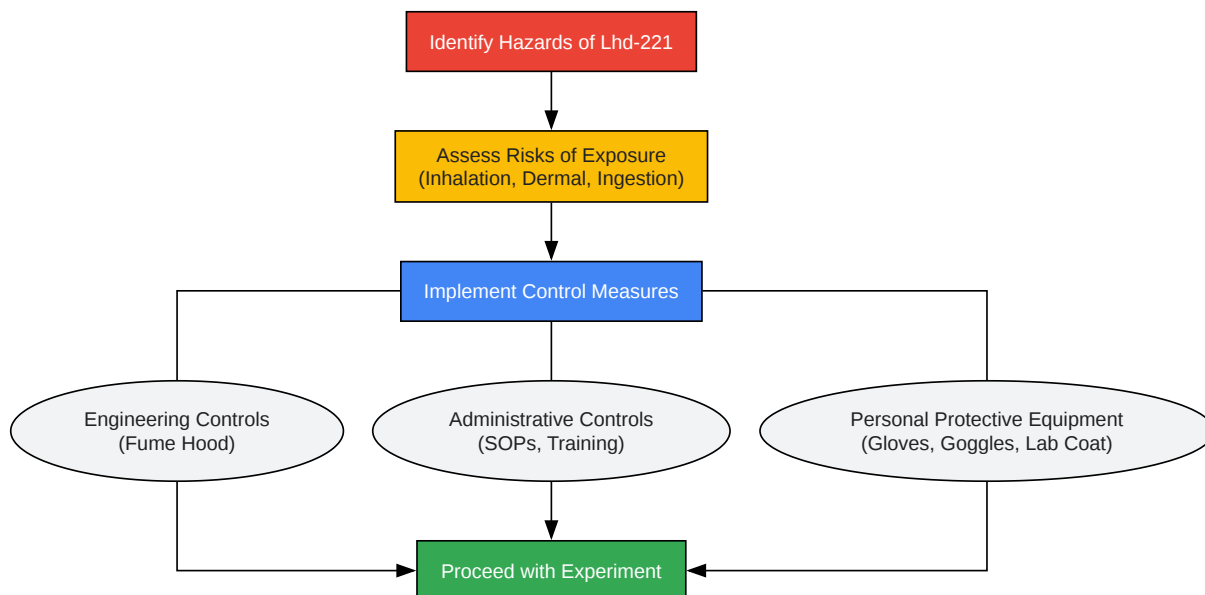 Identify Hazards of Lhd-221
Assess Risks of Exposure
(Inhalation, Dermal, Ingestion)
Implement Control Measures
Engineering Controls
(Fume Hood)
Administrative Controls
(SOPs, Training)
Personal Protective Equipment
(Gloves, Goggles, Lab Coat)
Proceed with Experiment